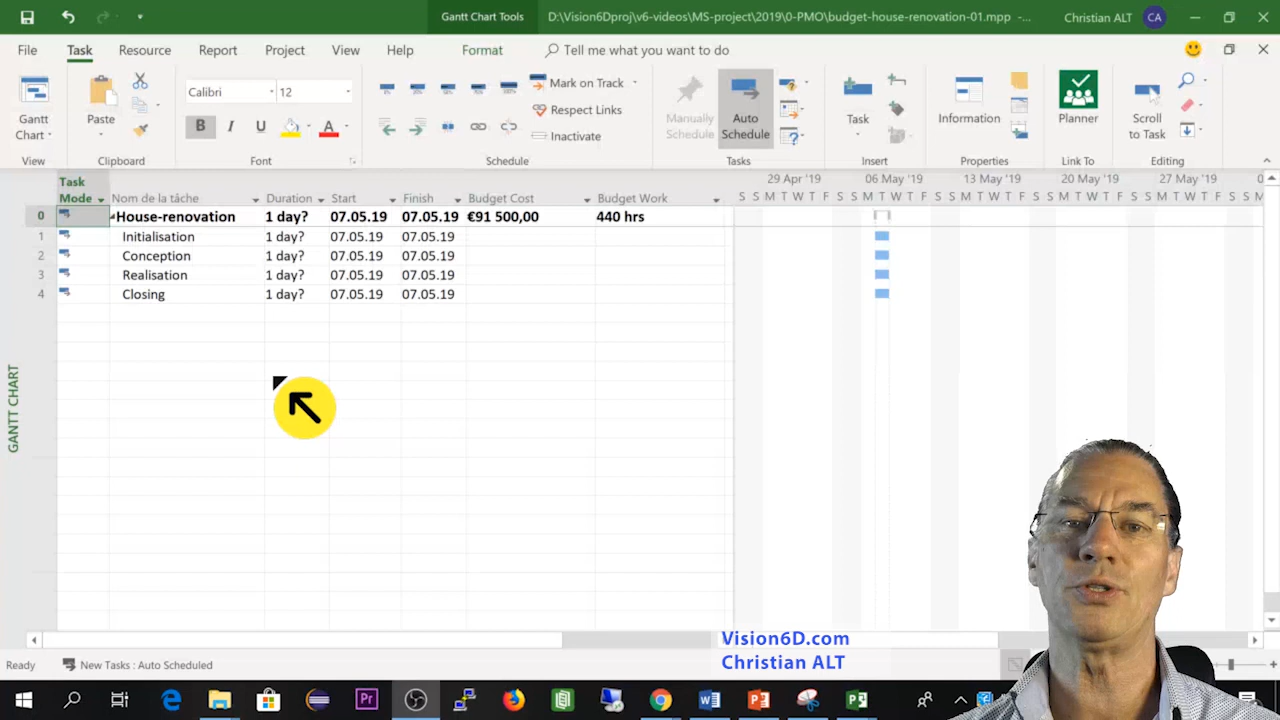 Gantt Chart Tools
D:\Vision6Dproj\v6-videos\MS-project\2019\0-PMO\budget-house-renovation-01.mpp -...
Christian ALT
CA
File Task Resource Report Project View Help Format Tell me what you want to do
Gantt
Chart
View
Paste
Clipboard
Calibri 12
B I U A
Font
Mark on Track
Respect Links
Inactivate
Schedule
Manually
Schedule
Auto
Schedule
Tasks
Task
Insert
Information
Properties
Planner
Link To
Scroll
to Task
Editing
Task
Mode Nom de la tâche Duration Start Finish Budget Cost Budget Work
29 Apr '19 06 May '19 13 May '19 20 May '19 27 May '19 0
S S M T W T F S S M T W T F S S M T W T F S S M T W T F S S M T W T F S S M
0 House-renovation 1 day? 07.05.19 07.05.19 €91 500,00 440 hrs
1 Initialisation 1 day? 07.05.19 07.05.19
2 Conception 1 day? 07.05.19 07.05.19
3 Realisation 1 day? 07.05.19 07.05.19
4 Closing 1 day? 07.05.19 07.05.19
GANTT CHART
Vision6D.com
Christian ALT
Ready New Tasks : Auto Scheduled